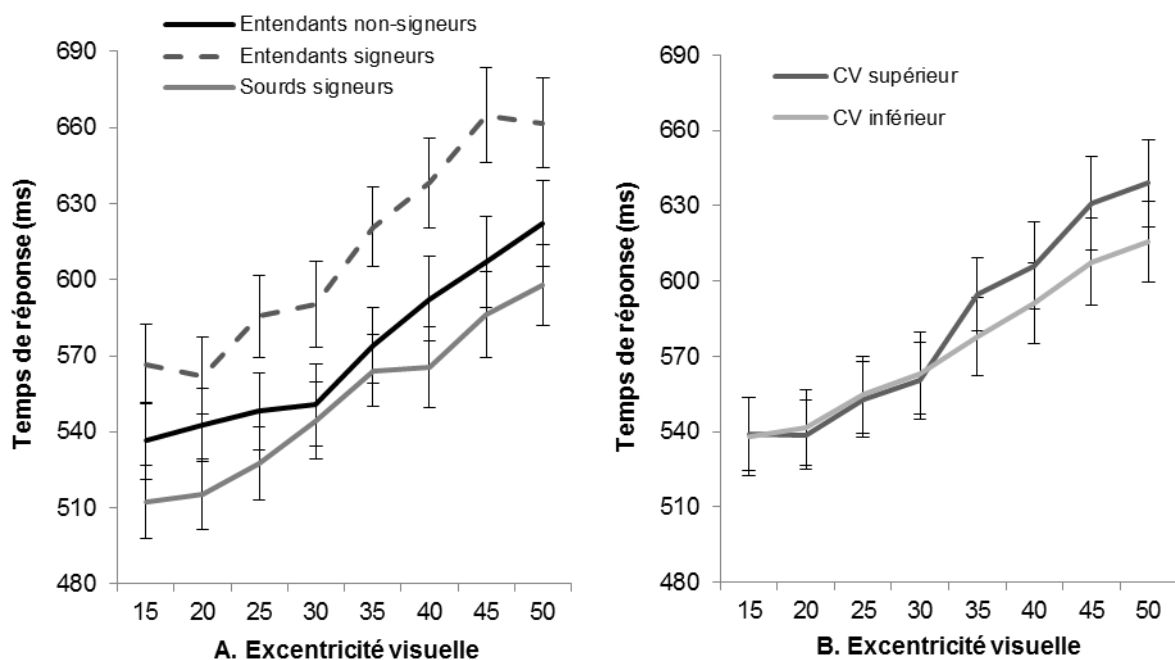 Entendants non-signeurs
Entendants signeurs
Sourds signeurs
Temps de réponse (ms)
690
660
630
600
570
540
510
480
15 20 25 30 35 40 45 50
A. Excentricité visuelle
CV supérieur
CV inférieur
Temps de réponse (ms)
690
660
630
600
570
540
510
480
15 20 25 30 35 40 45 50
B. Excentricité visuelle